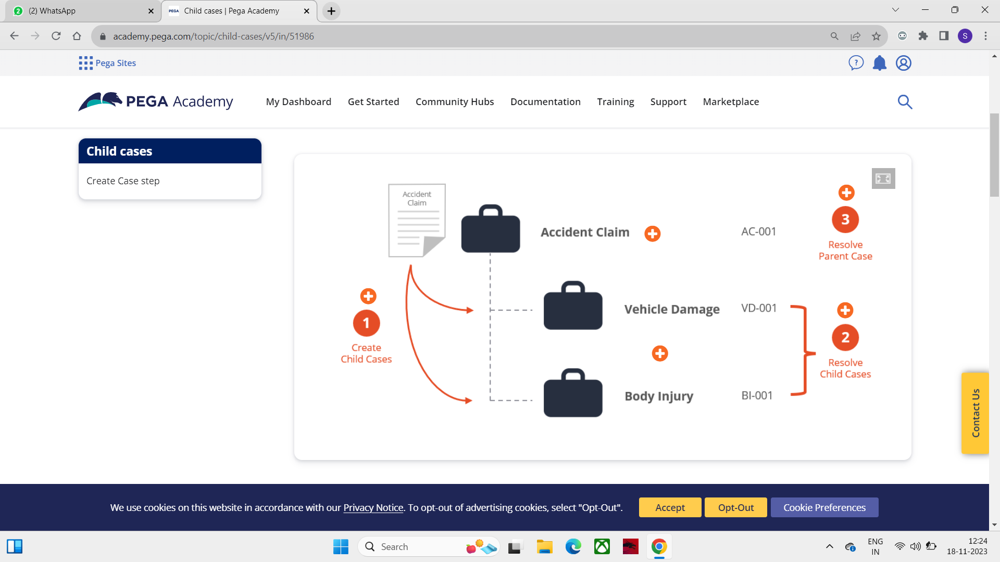 2
(2) WhatsApp
PEGA
Child cases | Pega Academy
academy.pega.com/topic/child-cases/v5/in/51986
S
Pega Sites
?
PEGA Academy
My Dashboard
Get Started
Community Hubs
Documentation
Training
Support
Marketplace
Child cases
Create Case step
Accident
Claim
Accident Claim
AC-001
3
Resolve
Parent Case
1
Create
Child Cases
Vehicle Damage
VD-001
2
Resolve
Child Cases
Body Injury
BI-001
Contact Us
We use cookies on this website in accordance with our Privacy Notice. To opt-out of advertising cookies, select "Opt-Out".
Accept
Opt-Out
Cookie Preferences
Search
ENG
IN
12:24
18-11-2023